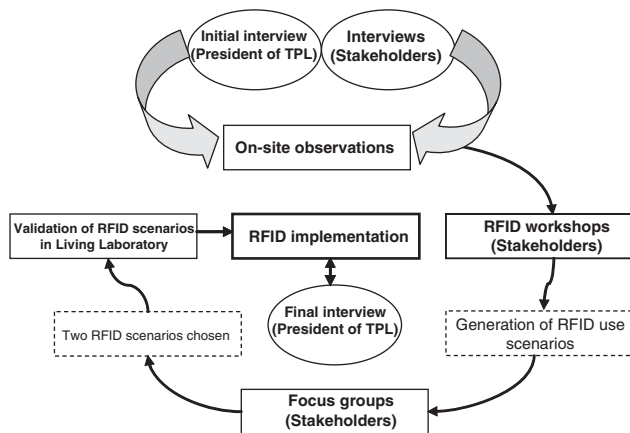 Initial interview
(President of TPL)
Interviews
(Stakeholders)
On-site observations
Validation of RFID scenarios
in Living Laboratory
RFID implementation
RFID workshops
(Stakeholders)
Final interview
(President of TPL)
Two RFID scenarios chosen
Generation of RFID use
scenarios
Focus groups
(Stakeholders)